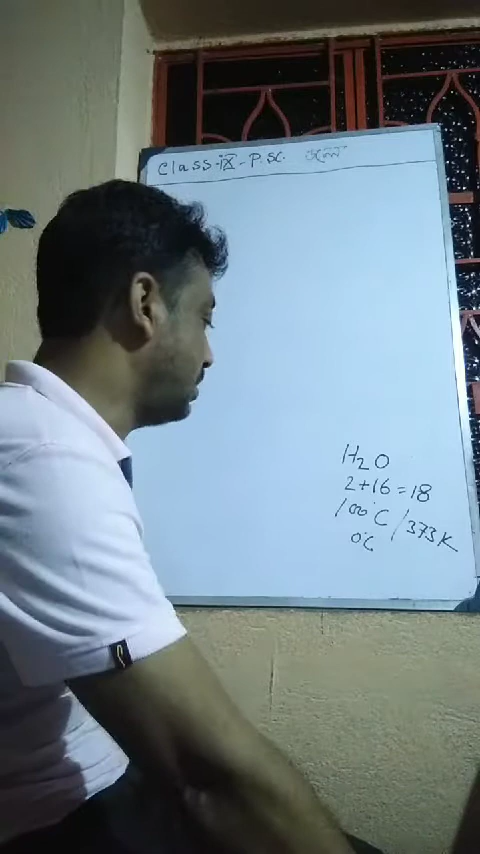 Class-IX-P.Sc.
H₂O
2+16=18
100°C/373K
0°C